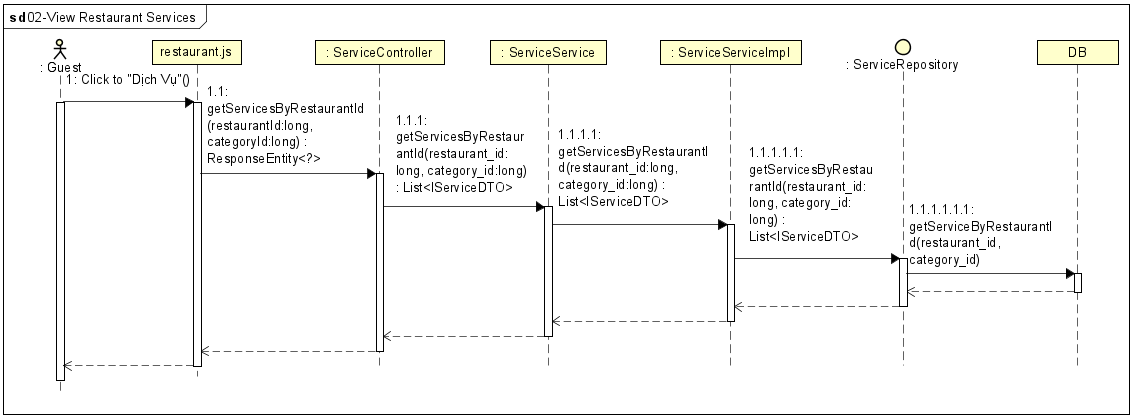 sd02-View Restaurant Services
: Guest
restaurant.js
: ServiceController
: ServiceService
: ServiceServiceImpl
: ServiceRepository
DB
1: Click to "Dịch Vụ"()
1.1:
getServicesByRestaurantId
(restaurantId:long,
categoryId:long) :
ResponseEntity<?>
1.1.1:
getServicesByRestaur
antId(restaurant_id:
long, category_id:long)
: List<IServiceDTO>
1.1.1.1:
getServicesByRestaurantI
d(restaurant_id:long,
category_id:long) :
List<IServiceDTO>
1.1.1.1.1:
getServicesByRestau
rantId(restaurant_id:
long, category_id:
long) :
List<IServiceDTO>
1.1.1.1.1.1:
getServiceByRestaurantI
d(restaurant_id,
category_id)